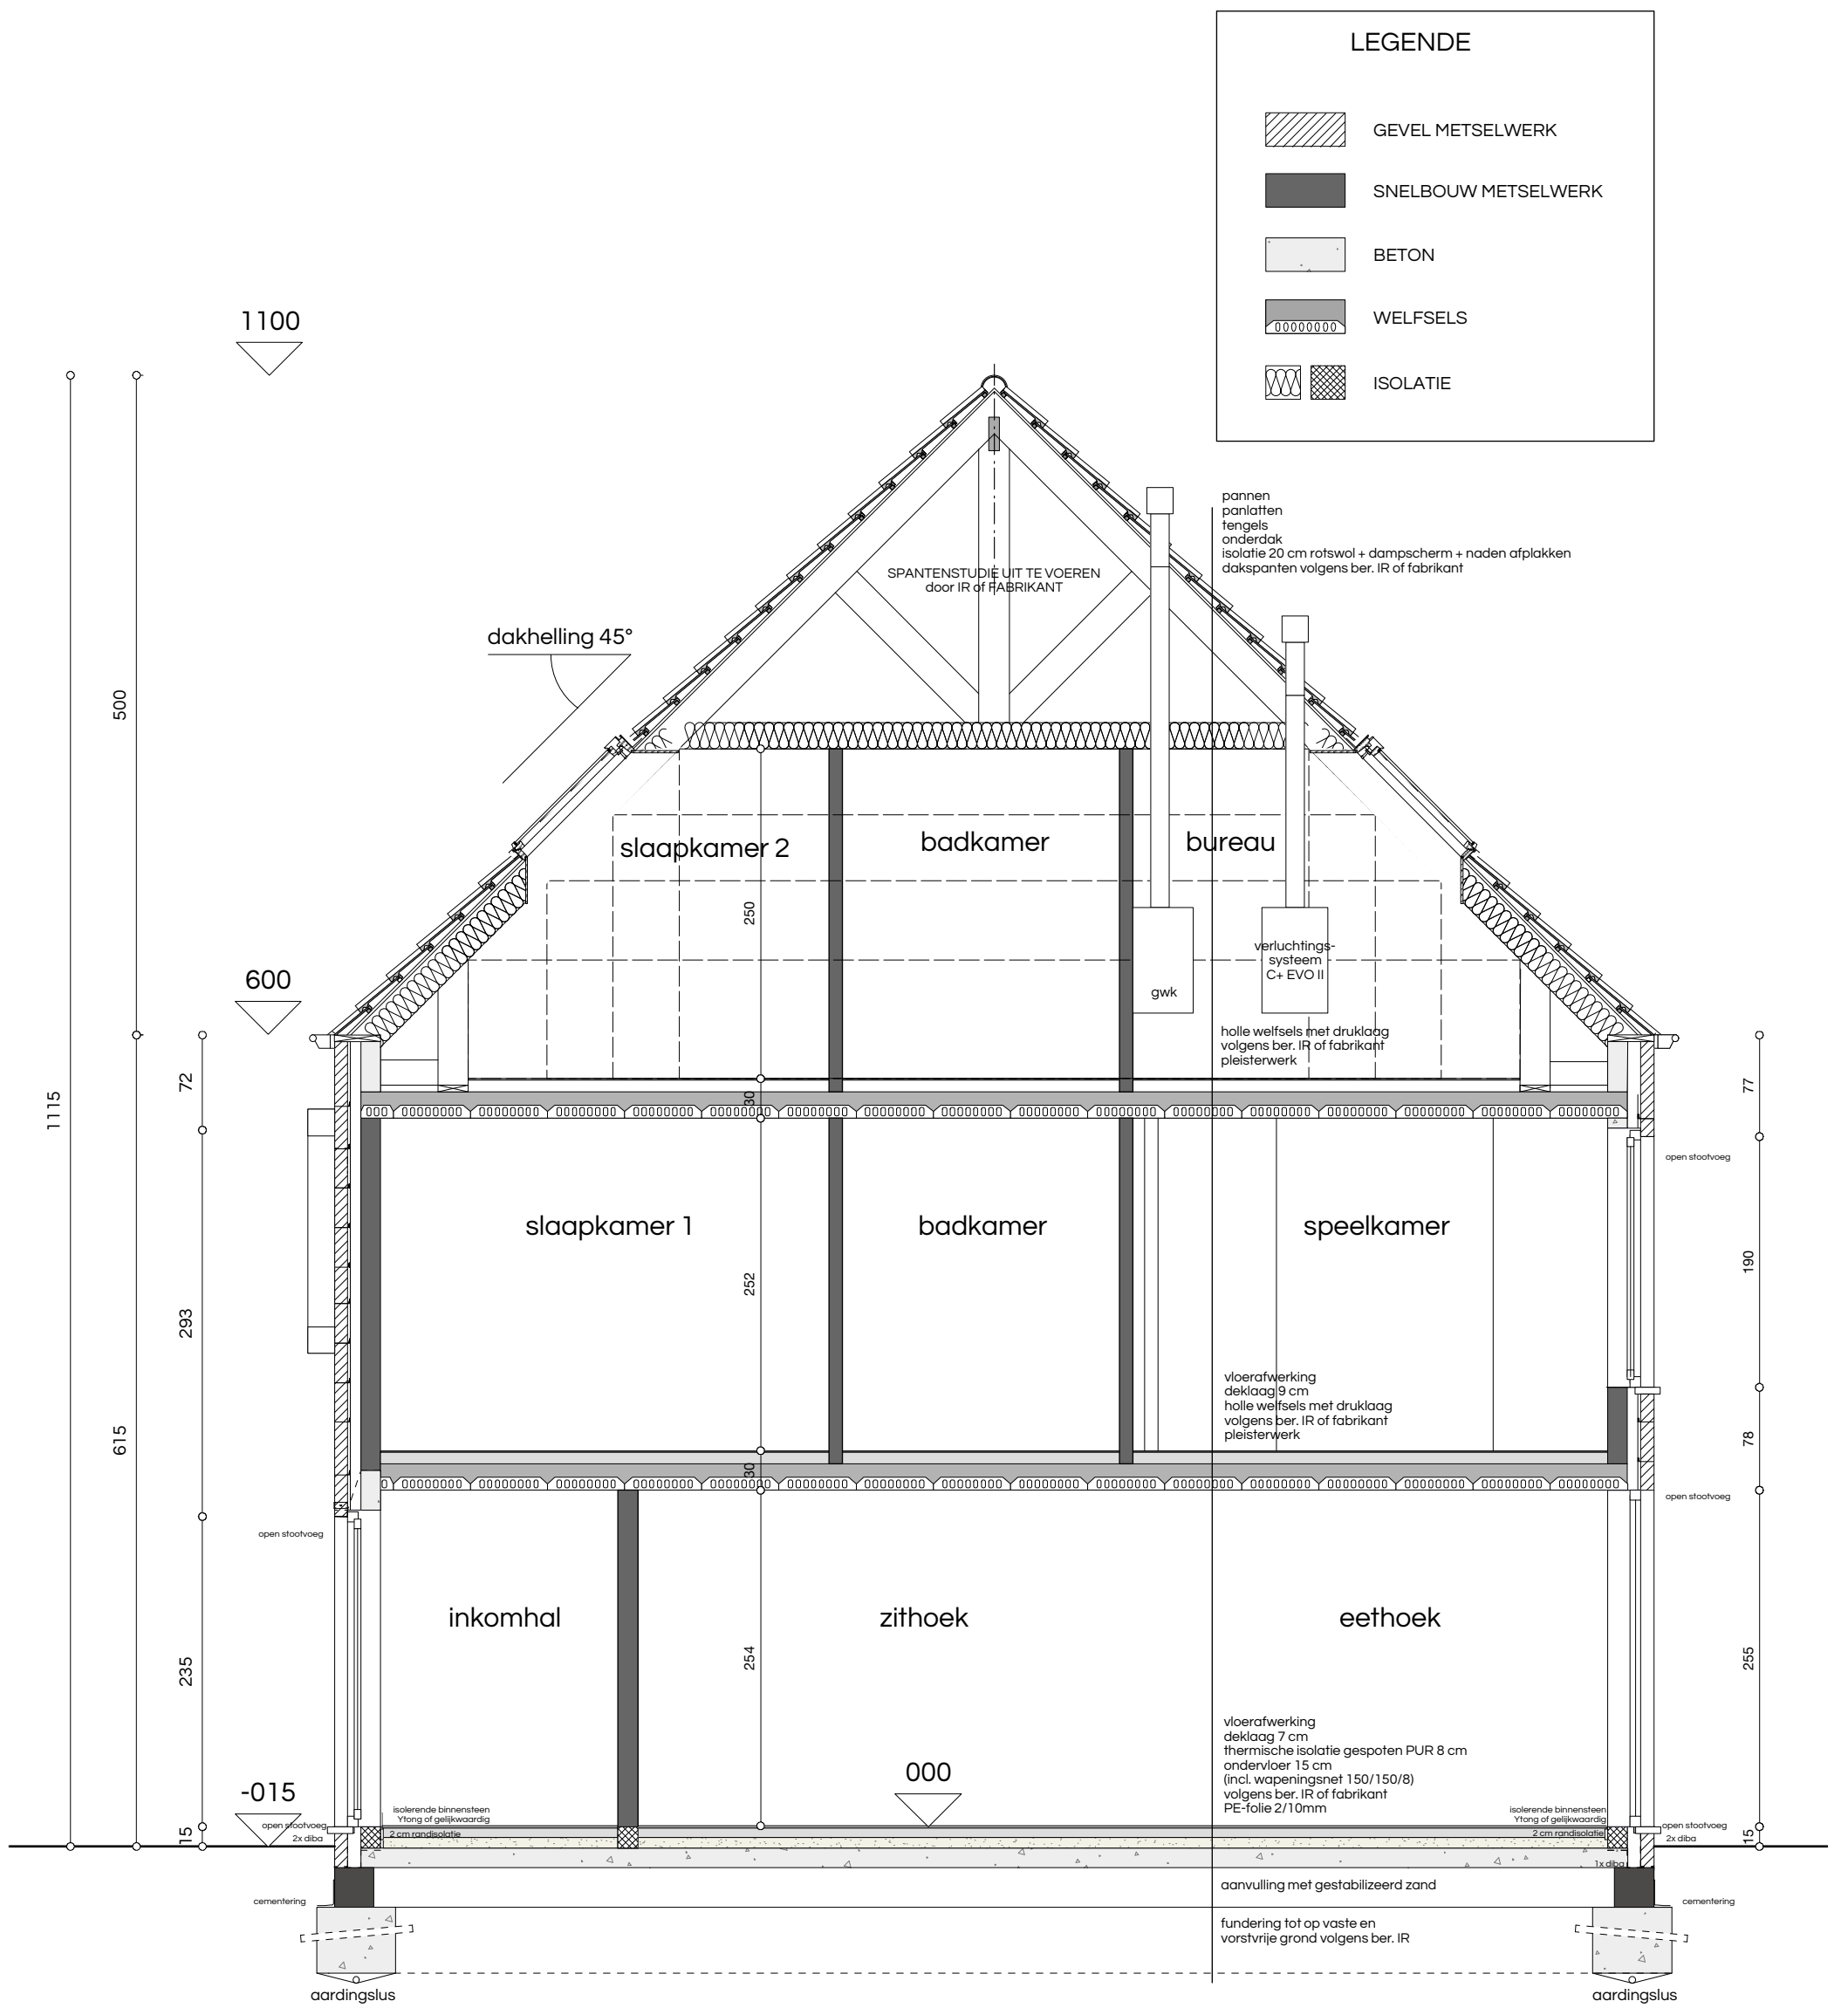 LEGENDE
GEVEL METSELWERK
SNELBOUW METSELWERK
BETON
WELFSELS
ISOLATIE
1100
pannen
panlatten
tengels
onderdak
isolatie 20 cm rotswol + dampscherm + naden afplakken
dakspanten volgens ber. IR of fabrikant
SPANTENSTUDIE UIT TE VOEREN
door IR of FABRIKANT
dakhelling 45°
500
slaapkamer 2
badkamer
bureau
250
verluchtings-
systeem
C+ EVO II
gwk
600
holle welfsels met druklaag
volgens ber. IR of fabrikant
pleisterwerk
72
77
1115
30
open stootvoeg
slaapkamer 1
badkamer
speelkamer
252
190
293
vloerafwerking
deklaag 9 cm
holle welfsels met druklaag
volgens ber. IR of fabrikant
pleisterwerk
615
78
30
open stootvoeg
open stootvoeg
inkomhal
zithoek
eethoek
235
254
255
vloerafwerking
deklaag 7 cm
thermische isolatie gespoten PUR 8 cm
ondervloer 15 cm
(incl. wapeningsnet 150/150/8)
volgens ber. IR of fabrikant
PE-folie 2/10mm
000
-015
isolerende binnensteen
Ytong of gelijkwaardig
isolerende binnensteen
Ytong of gelijkwaardig
open stootvoeg
2x diba
2 cm randisolatie
2 cm randisolatie
open stootvoeg
2x diba
15
15
1x diba
aanvulling met gestabilizeerd zand
cementering
cementering
fundering tot op vaste en
vorstvrije grond volgens ber. IR
aardingslus
aardingslus